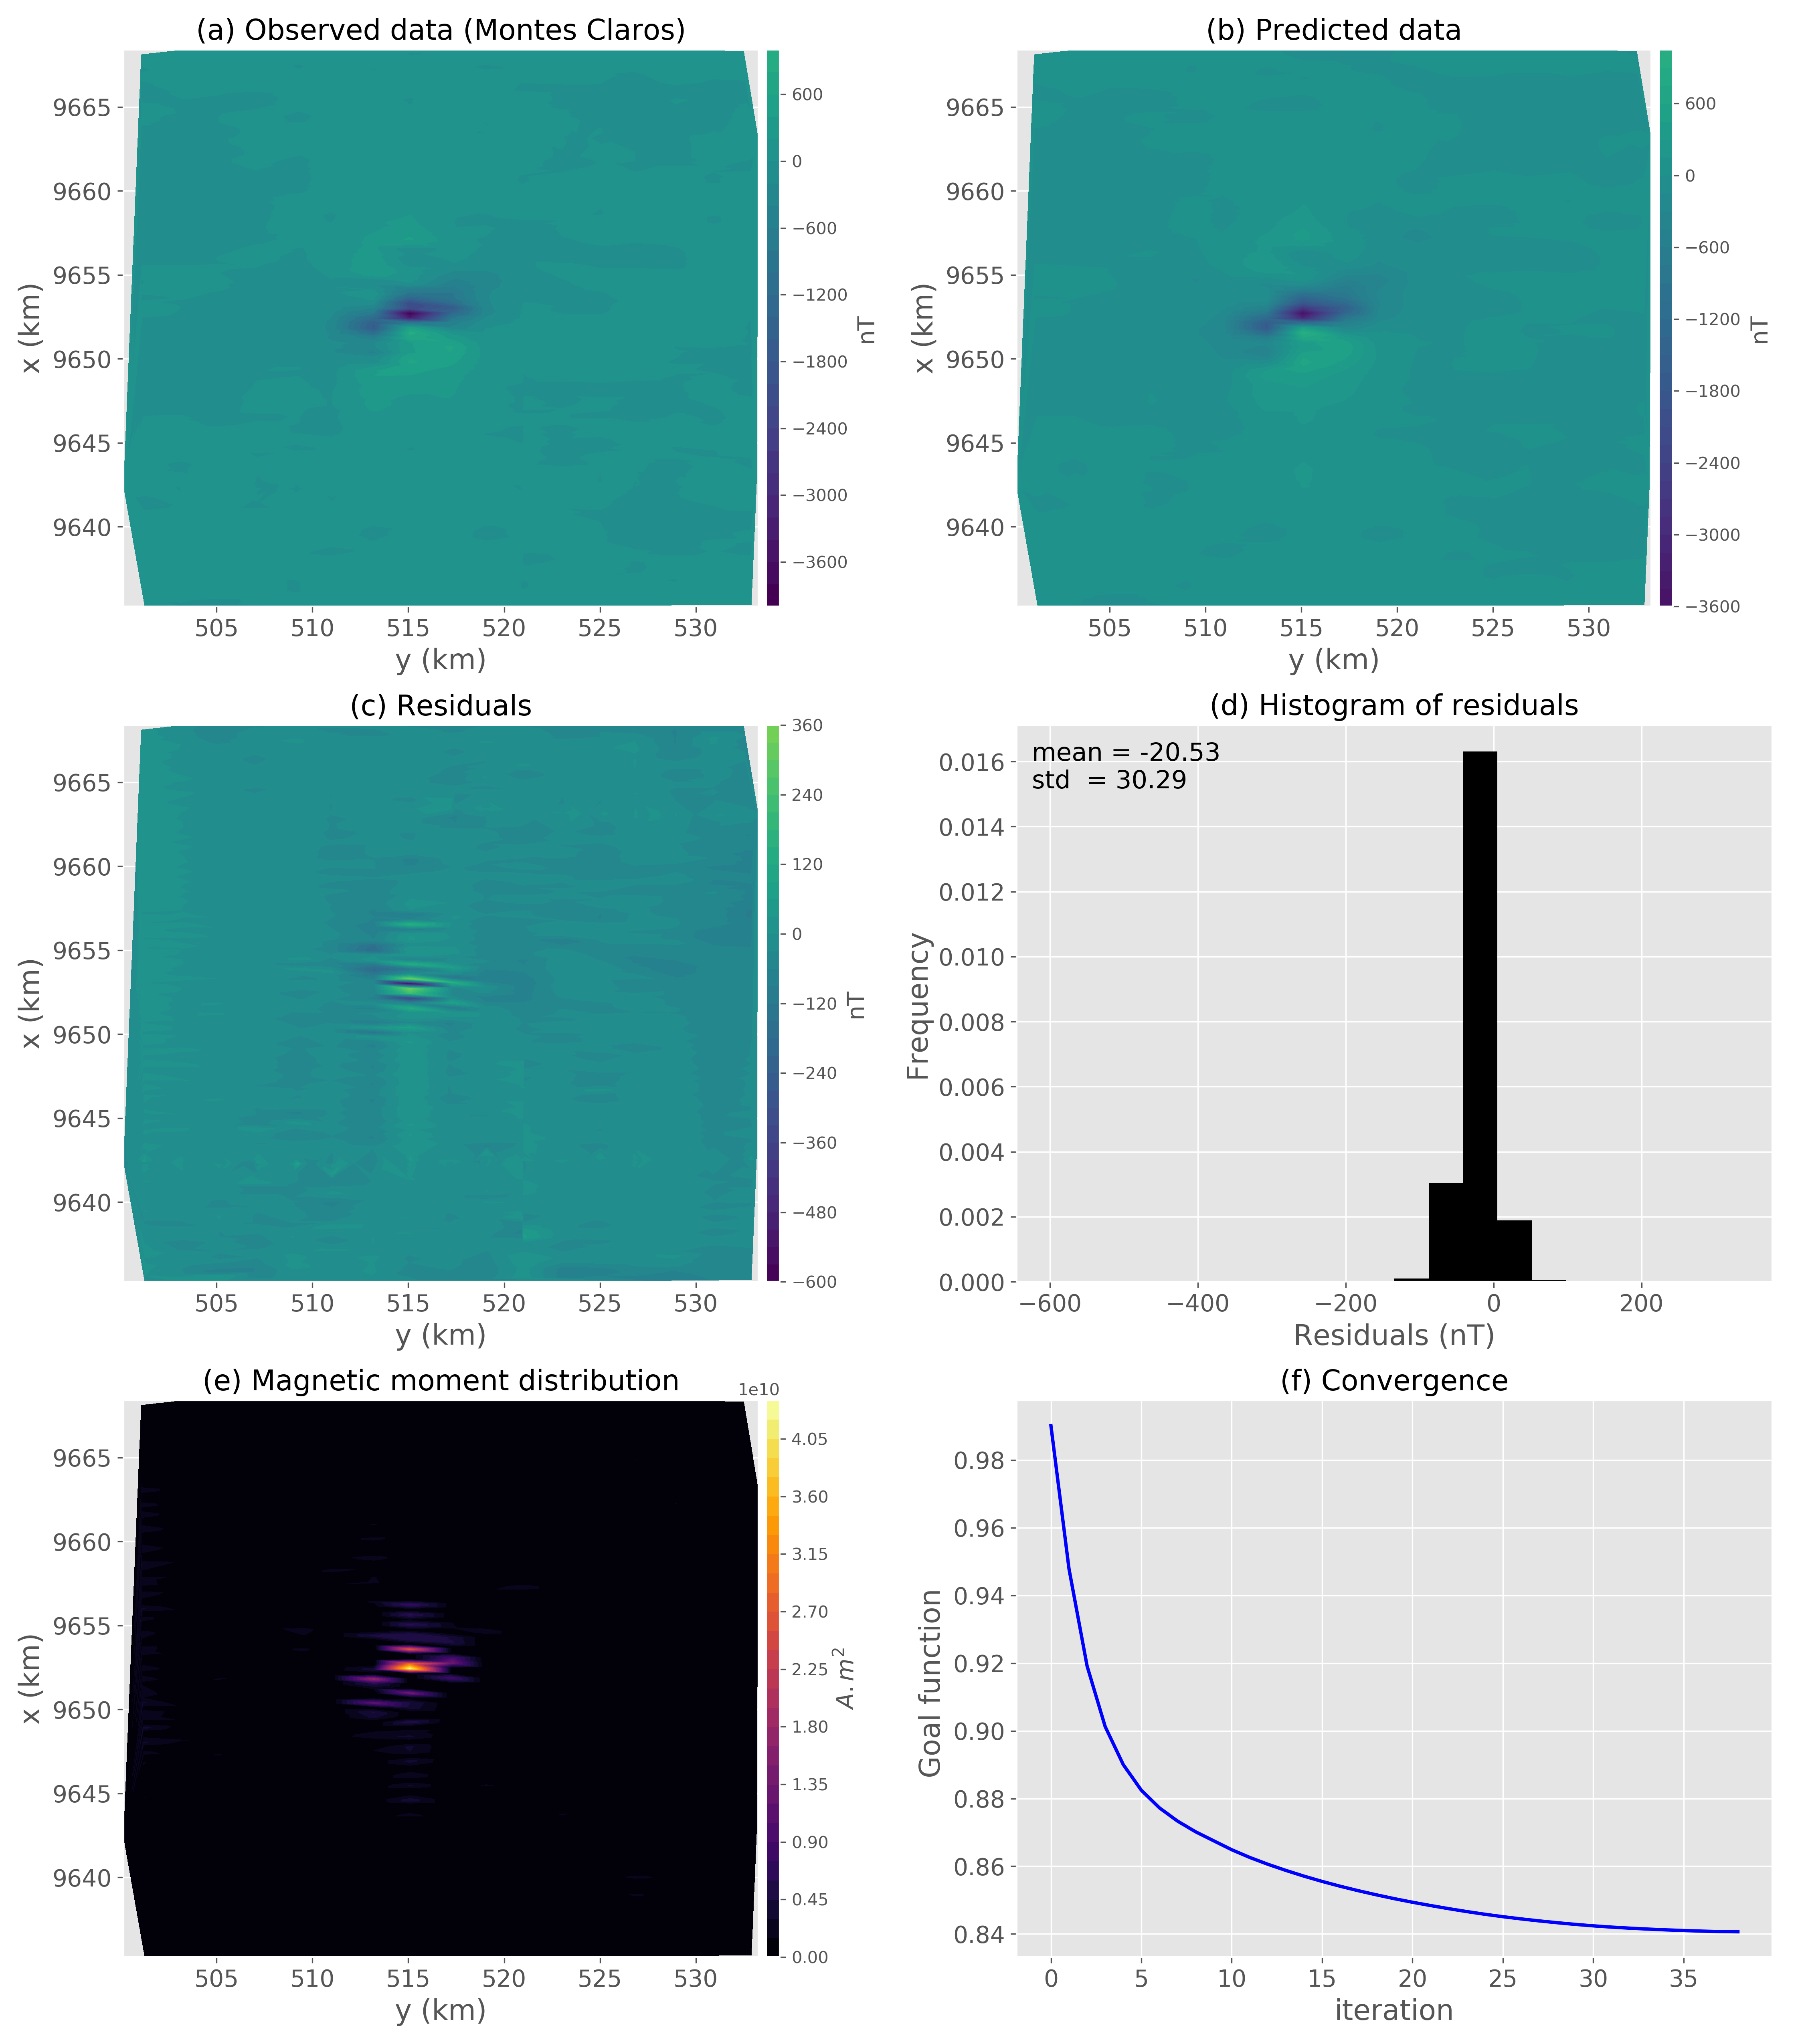 (a) Observed data (Montes Claros)
9665
9660
9655
9650
9645
9640
x (km)
505 510 515 520 525 530
y (km)
600
0
−600
−1200
−1800
−2400
−3000
−3600
nT
(b) Predicted data
9665
9660
9655
9650
9645
9640
x (km)
505 510 515 520 525 530
y (km)
600
0
−600
−1200
−1800
−2400
−3000
−3600
nT
(c) Residuals
9665
9660
9655
9650
9645
9640
x (km)
505 510 515 520 525 530
y (km)
360
240
120
0
−120
−240
−360
−480
−600
nT
(d) Histogram of residuals
mean = -20.53
std = 30.29
0.016
0.014
0.012
0.010
0.008
0.006
0.004
0.002
0.000
Frequency
−600 −400 −200 0 200
Residuals (nT)
(e) Magnetic moment distribution
9665
9660
9655
9650
9645
9640
x (km)
505 510 515 520 525 530
y (km)
1e10
4.05
3.60
3.15
2.70
2.25
1.80
1.35
0.90
0.45
0.00
A.m²
(f) Convergence
0.98
0.96
0.94
0.92
0.90
0.88
0.86
0.84
Goal function
0 5 10 15 20 25 30 35
iteration